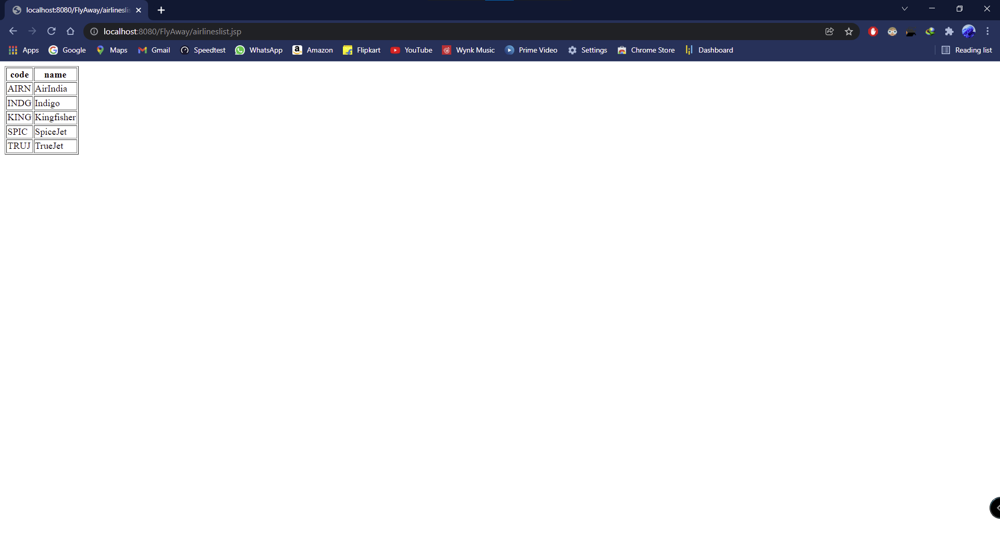 localhost:8080/FlyAway/airlineslis
localhost:8080/FlyAway/airlineslist.jsp
Apps Google Maps Gmail Speedtest WhatsApp Amazon Flipkart YouTube Wynk Music Prime Video Settings Chrome Store Dashboard Reading list
code name
AIRN AirIndia
INDG Indigo
KING Kingfisher
SPIC SpiceJet
TRUJ TrueJet